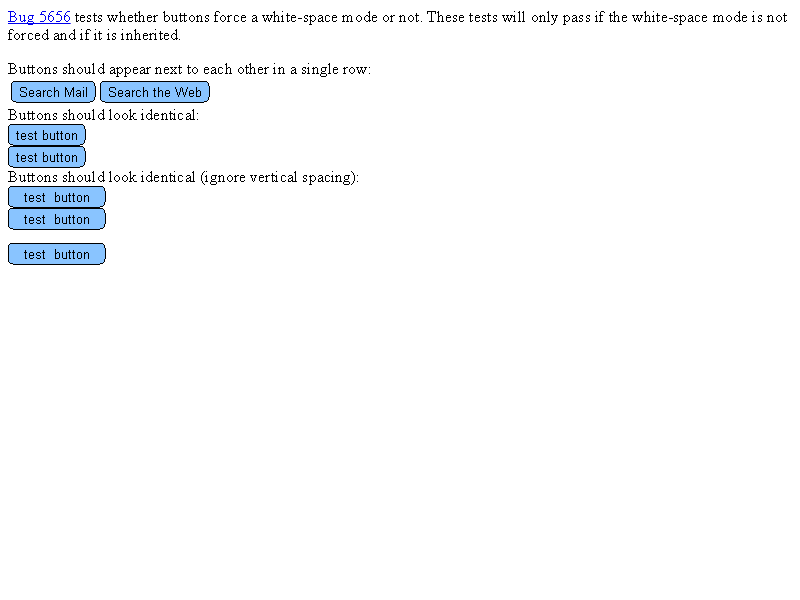 Bug 5656 tests whether buttons force a white-space mode or not. These tests will only pass if the white-space mode is not
forced and if it is inherited.
Buttons should appear next to each other in a single row:
Search Mail Search the Web
Buttons should look identical:
test button
test button
Buttons should look identical (ignore vertical spacing):
test  button
test  button
test  button